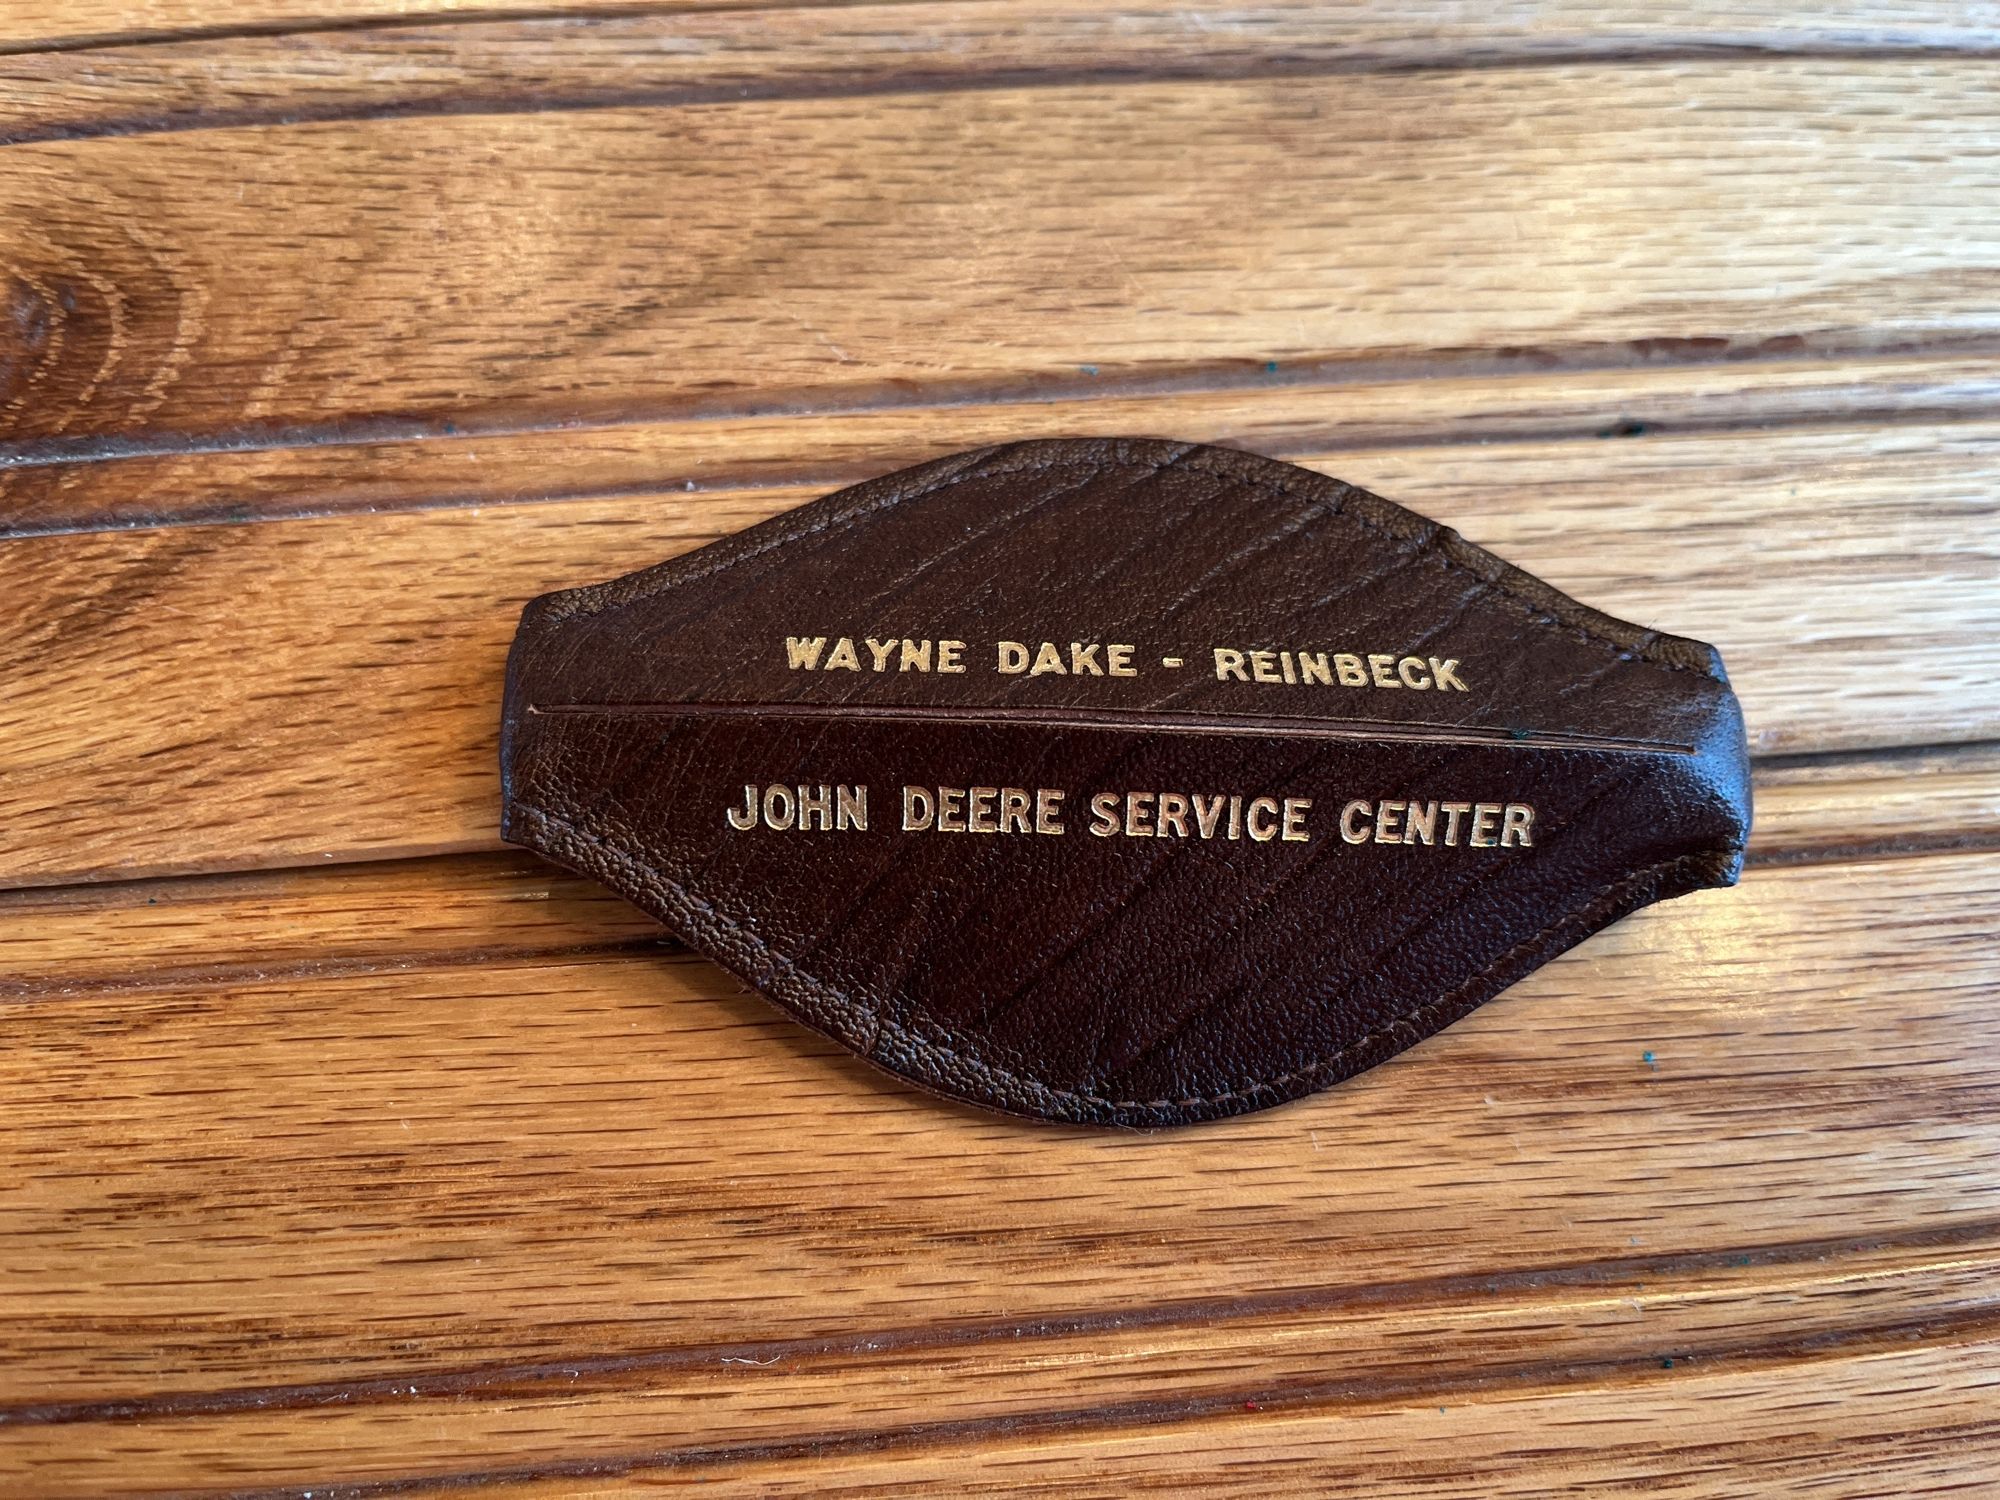 WAYNE DAKE - REINBECK
JOHN DEERE SERVICE CENTER